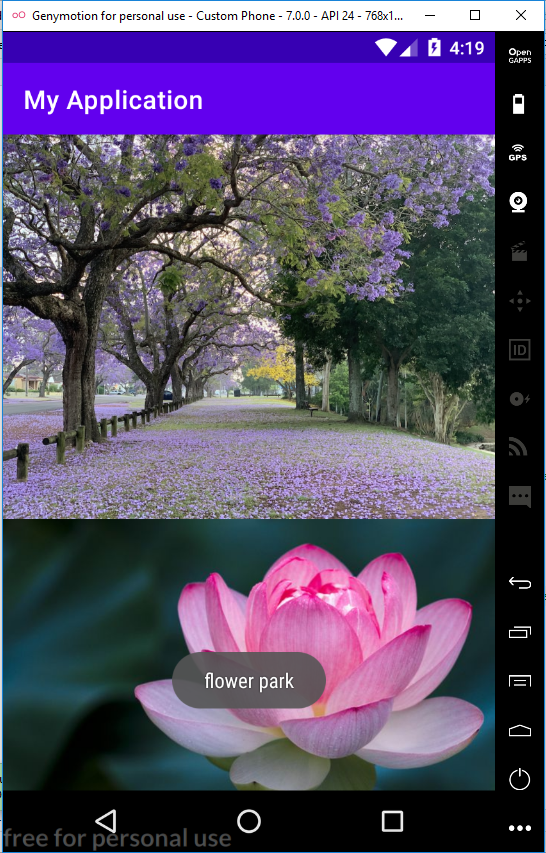 Genymotion for personal use - Custom Phone - 7.0.0 - API 24 - 768x1...
4:19
Open
GAPPS
My Application
GPS
ID
flower park
free for personal use